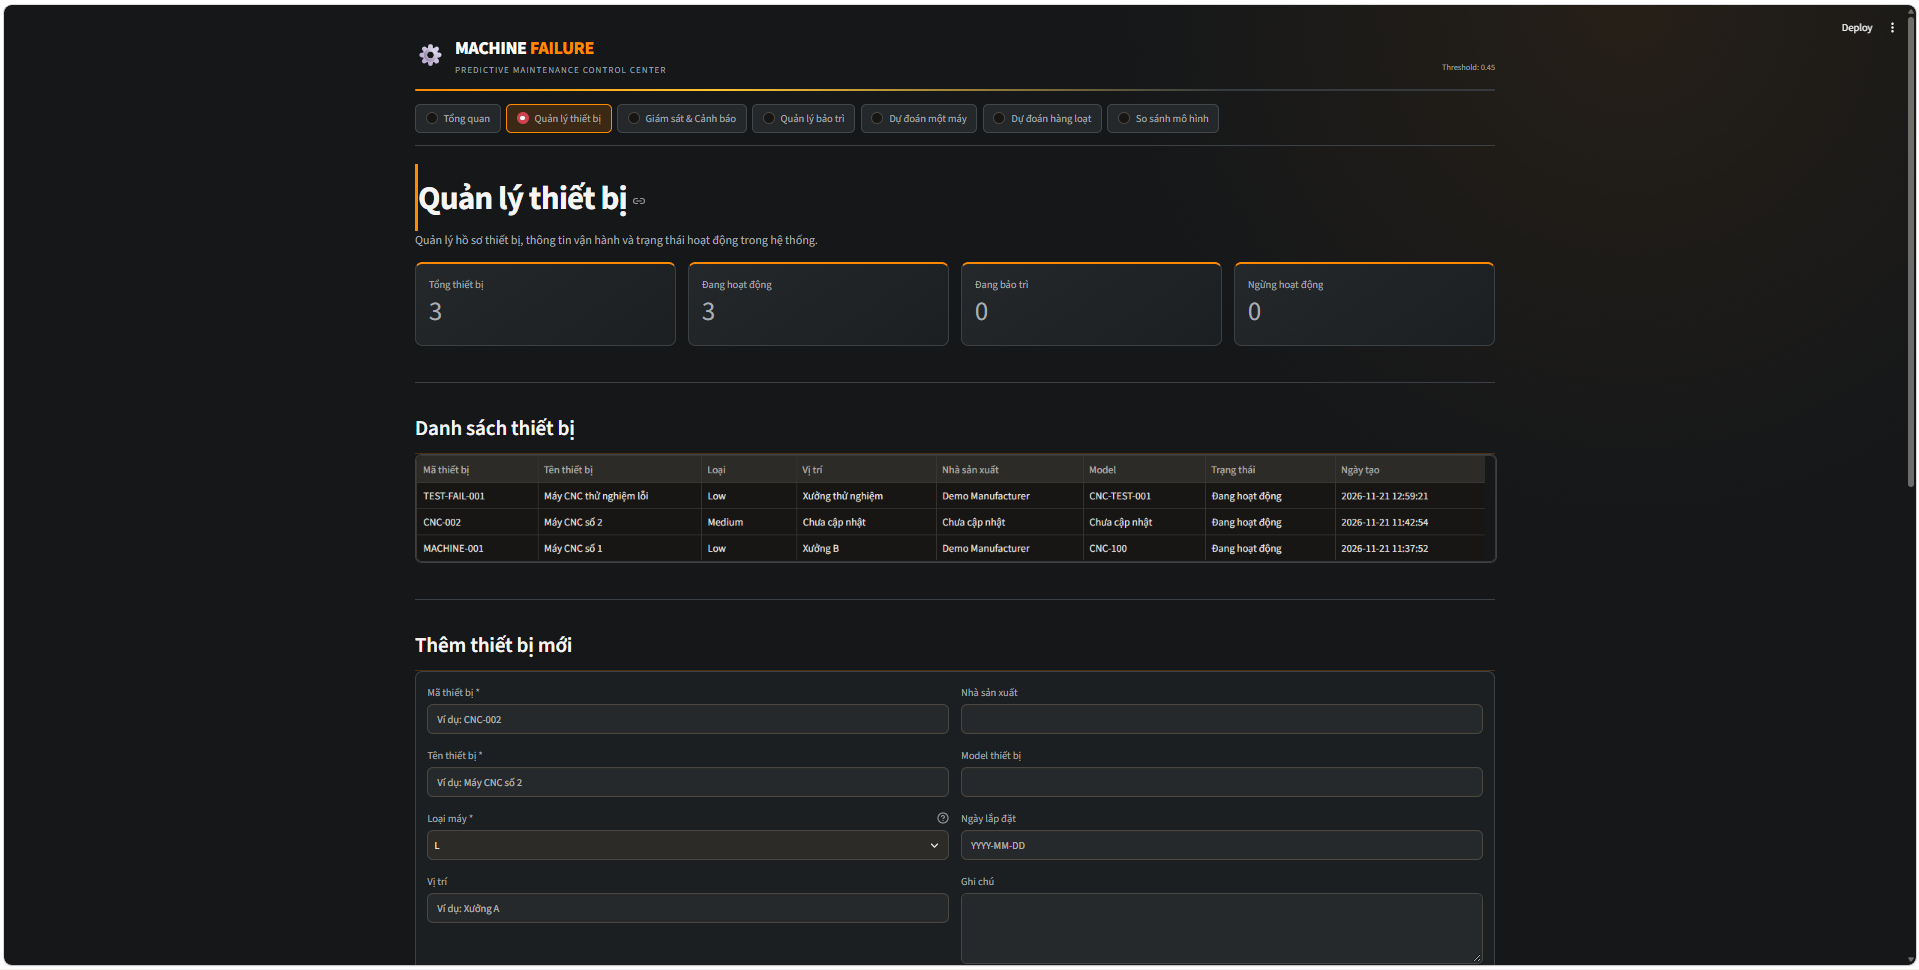 Deploy
MACHINE FAILURE
PREDICTIVE MAINTENANCE CONTROL CENTER
Threshold: 0.45
Tổng quan Quản lý thiết bị Giám sát & Cảnh báo Quản lý bảo trì Dự đoán một máy Dự đoán hàng loạt So sánh mô hình
Quản lý thiết bị
Quản lý hồ sơ thiết bị, thông tin vận hành và trạng thái hoạt động trong hệ thống.
Tổng thiết bị Đang hoạt động Đang bảo trì Ngừng hoạt động
3 3 0 0
Danh sách thiết bị
Mã thiết bị Tên thiết bị Loại Vị trí Nhà sản xuất Model Trạng thái Ngày tạo
TEST-FAIL-001 Máy CNC thử nghiệm lỗi Low Xưởng thử nghiệm Demo Manufacturer CNC-TEST-001 Đang hoạt động 2026-11-21 12:59:21
CNC-002 Máy CNC số 2 Medium Chưa cập nhật Chưa cập nhật Chưa cập nhật Đang hoạt động 2026-11-21 11:42:54
MACHINE-001 Máy CNC số 1 Low Xưởng B Demo Manufacturer CNC-100 Đang hoạt động 2026-11-21 11:37:52
Thêm thiết bị mới
Mã thiết bị * Nhà sản xuất
Ví dụ: CNC-002
Tên thiết bị * Model thiết bị
Ví dụ: Máy CNC số 2
Loại máy * Ngày lắp đặt
L YYYY-MM-DD
Vị trí Ghi chú
Ví dụ: Xưởng A